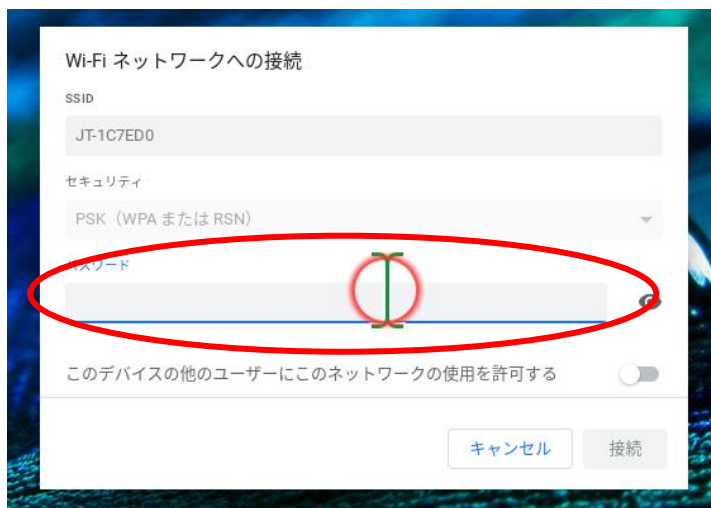 Wi-Fi ネットワークへの接続
SSID
JT-1C7ED0
セキュリティ
PSK（WPA または RSN）
パスワード
このデバイスの他のユーザーにこのネットワークの使用を許可する
キャンセル
接続